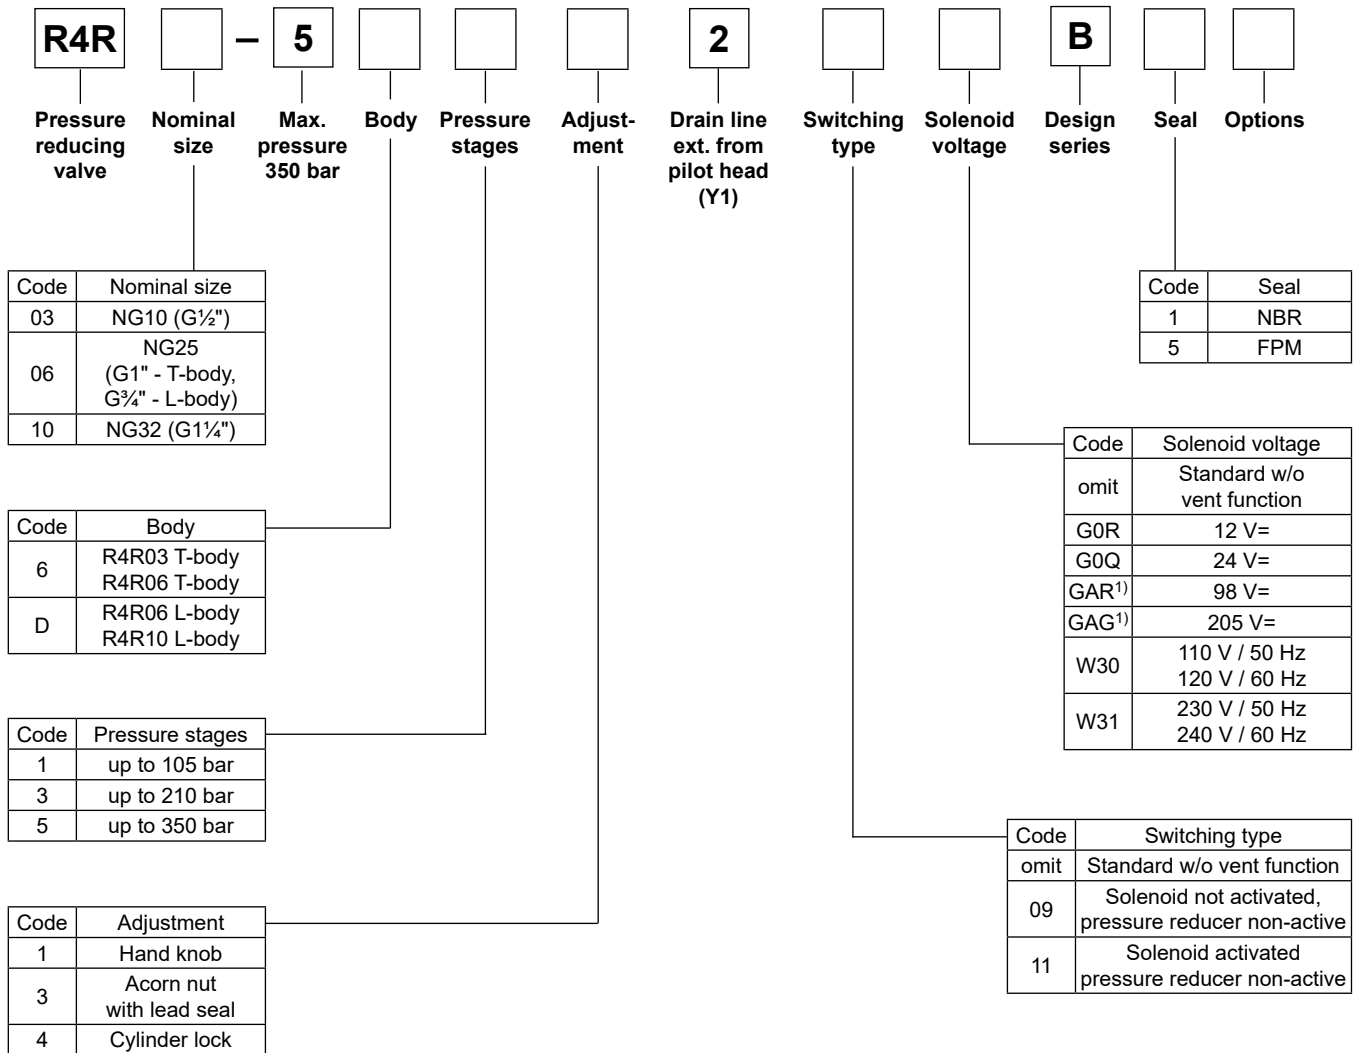 R4R – 5 2 B
Pressure reducing valve
Nominal size
Max. pressure 350 bar
Body
Pressure stages
Adjust-ment
Drain line ext. from pilot head (Y1)
Switching type
Solenoid voltage
Design series
Seal
Options
Code Nominal size
03 NG10 (G½")
06 NG25
(G1" - T-body,
G¾" - L-body)
10 NG32 (G1¼")
Code Body
6 R4R03 T-body
R4R06 T-body
D R4R06 L-body
R4R10 L-body
Code Pressure stages
1 up to 105 bar
3 up to 210 bar
5 up to 350 bar
Code Adjustment
1 Hand knob
3 Acorn nut
with lead seal
4 Cylinder lock
Code Seal
1 NBR
5 FPM
Code Solenoid voltage
omit Standard w/o
vent function
G0R 12 V=
G0Q 24 V=
GAR1) 98 V=
GAG1) 205 V=
W30 110 V / 50 Hz
120 V / 60 Hz
W31 230 V / 50 Hz
240 V / 60 Hz
Code Switching type
omit Standard w/o vent function
09 Solenoid not activated,
pressure reducer non-active
11 Solenoid activated
pressure reducer non-active